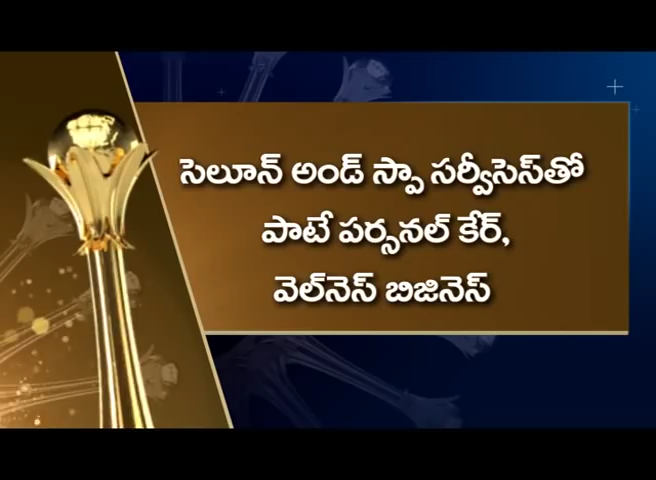 సెలూన్ అండ్ స్పా సర్వీసెస్‌తో
పాటే పర్సనల్ కేర్,
వెల్‌నెస్ బిజినెస్